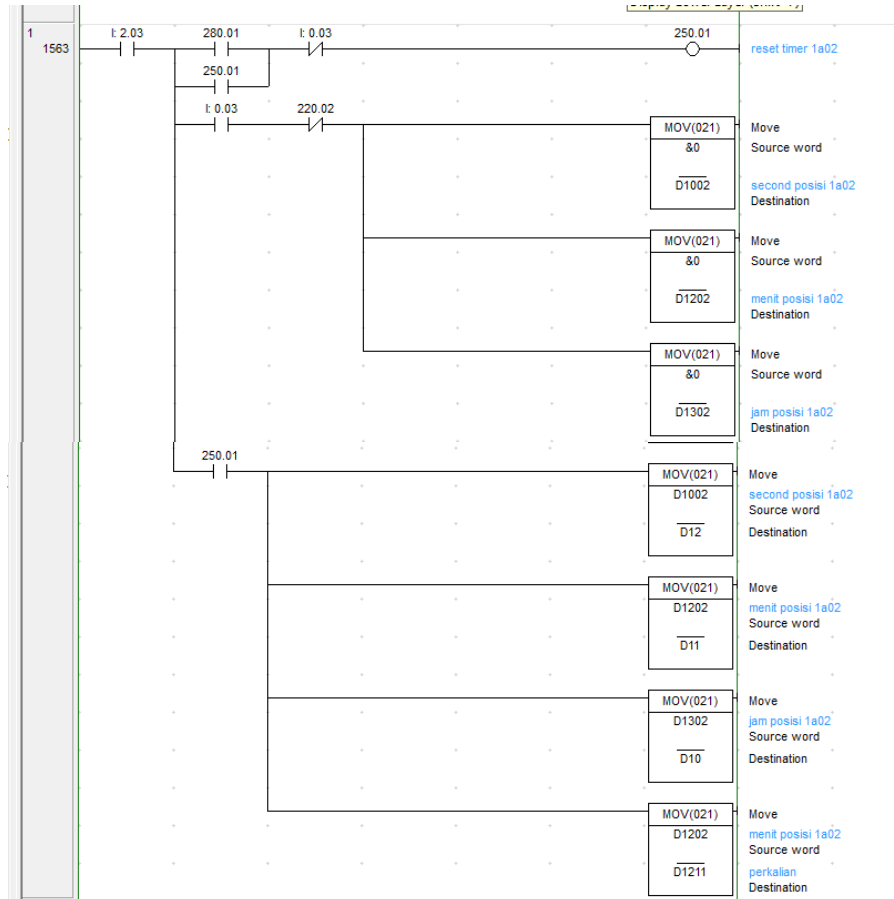 1
1563
I: 2.03 280.01 I: 0.03 250.01
reset timer 1a02
250.01
I: 0.03 220.02
MOV(021) Move
&0 Source word
D1002 second posisi 1a02
Destination
MOV(021) Move
&0 Source word
D1202 menit posisi 1a02
Destination
MOV(021) Move
&0 Source word
D1302 jam posisi 1a02
Destination
250.01
MOV(021) Move
D1002 second posisi 1a02
Source word
D12 Destination
MOV(021) Move
D1202 menit posisi 1a02
Source word
D11 Destination
MOV(021) Move
D1302 jam posisi 1a02
Source word
D10 Destination
MOV(021) Move
D1202 menit posisi 1a02
Source word
D1211 perkalian
Destination